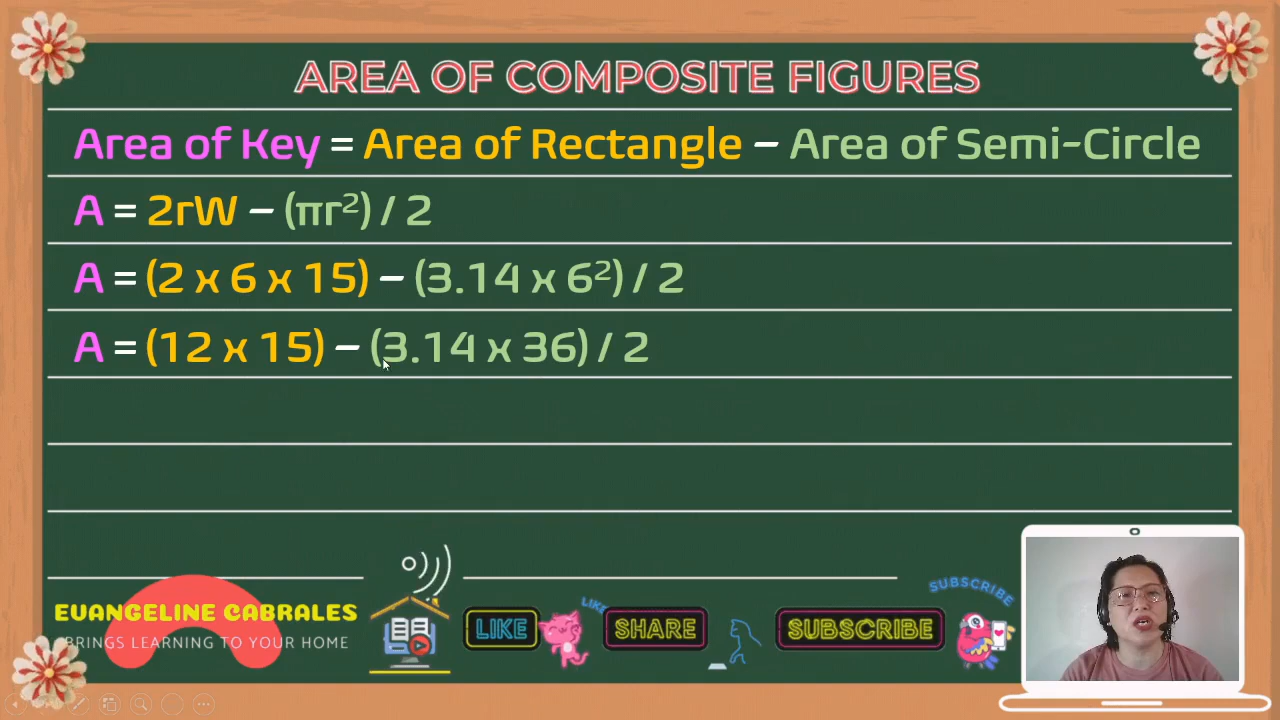 AREA OF COMPOSITE FIGURES
Area of Key = Area of Rectangle – Area of Semi-Circle
A = 2rW – (πr²) / 2
A = (2 x 6 x 15) – (3.14 x 6²) / 2
A = (12 x 15) – (3.14 x 36) / 2
EVANGELINE CABRALES
BRINGS LEARNING TO YOUR HOME
LIKE
LIKE
SHARE
SUBSCRIBE
SUBSCRIBE